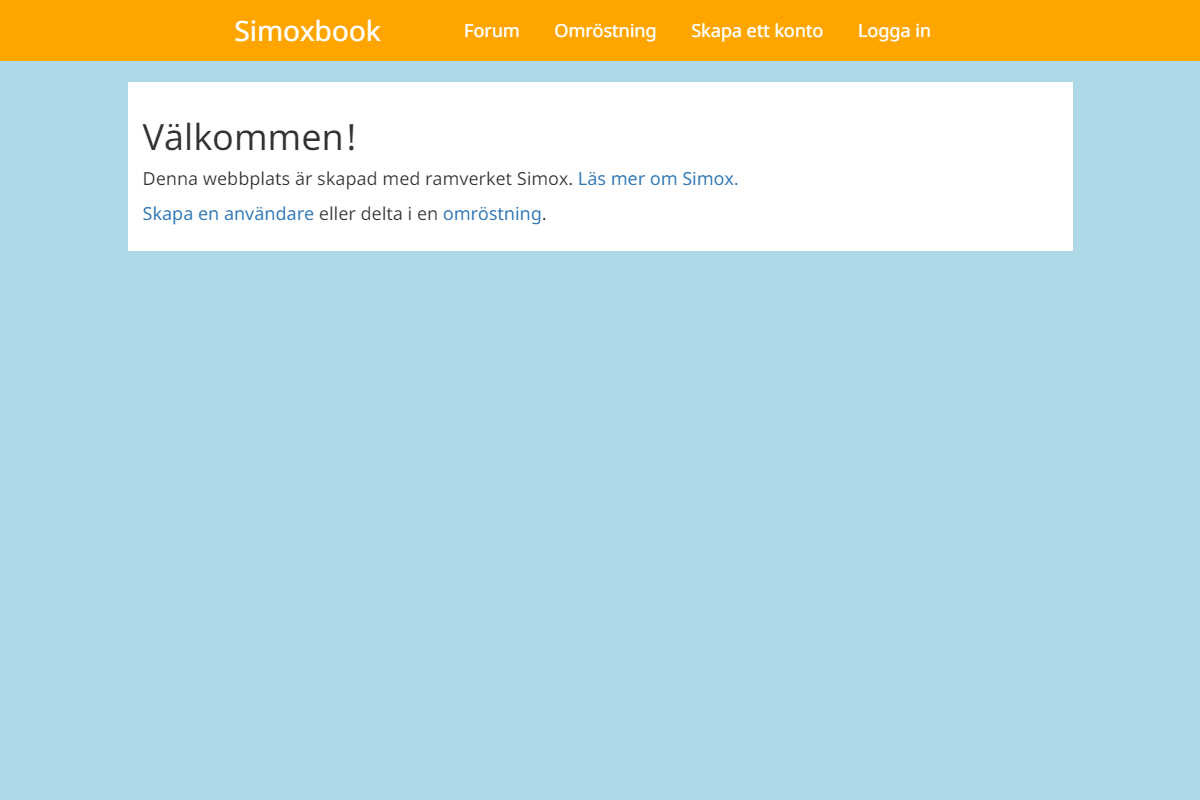 Simoxbook Forum Omröstning Skapa ett konto Logga in
Välkommen!
Denna webbplats är skapad med ramverket Simox. Läs mer om Simox.
Skapa en användare eller delta i en omröstning.